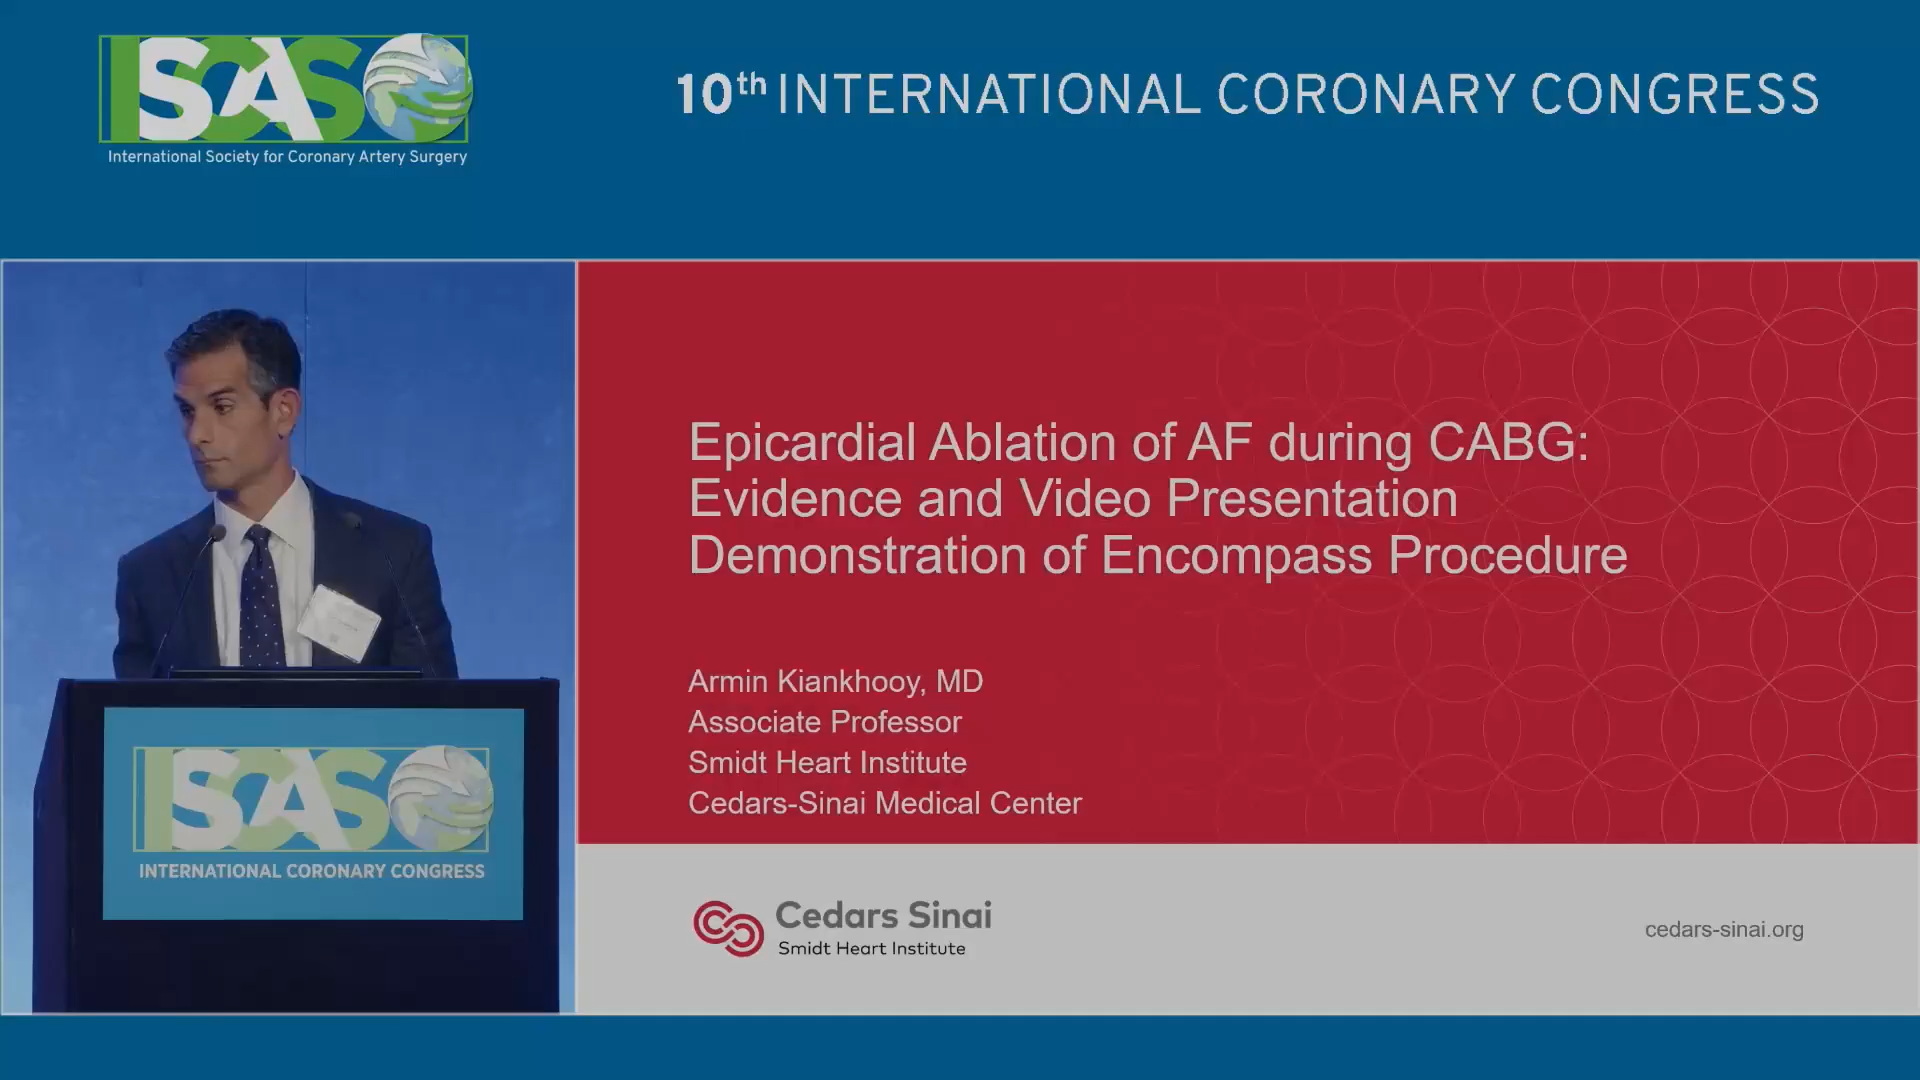 ISCAS
International Society for Coronary Artery Surgery
10th INTERNATIONAL CORONARY CONGRESS
Epicardial Ablation of AF during CABG:
Evidence and Video Presentation
Demonstration of Encompass Procedure
Armin Kiankhooy, MD
Associate Professor
Smidt Heart Institute
Cedars-Sinai Medical Center
Cedars Sinai
Smidt Heart Institute
cedars-sinai.org
ISCAS
INTERNATIONAL CORONARY CONGRESS